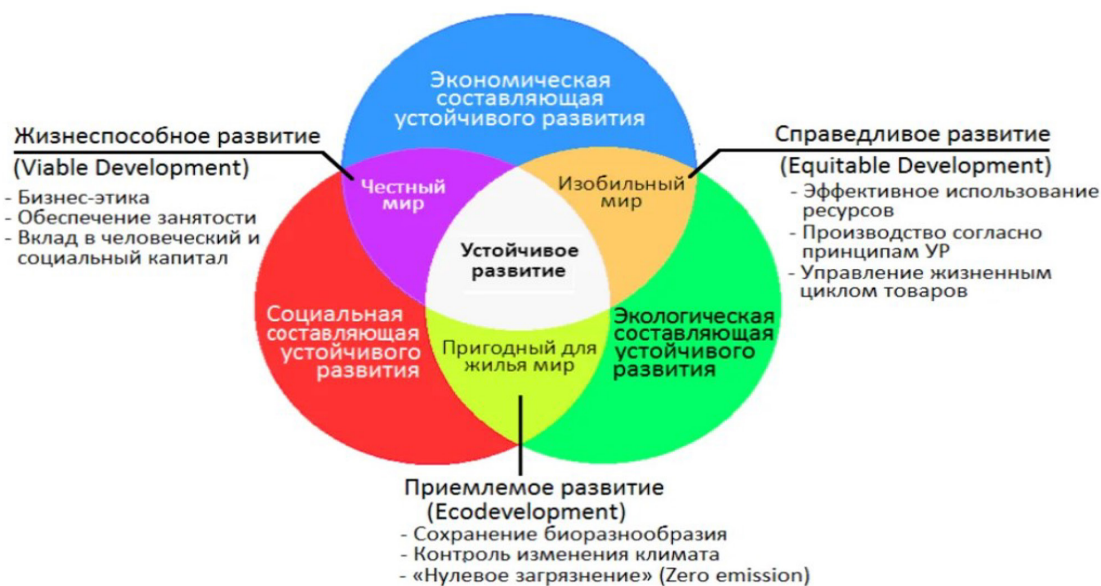 Экономическая
составляющая
устойчивого развития
Жизнеспособное развитие
(Viable Development)
- Бизнес-этика
- Обеспечение занятости
- Вклад в человеческий и
социальный капитал
Справедливое развитие
(Equitable Development)
- Эффективное использование
ресурсов
- Производство согласно
принципам УР
- Управление жизненным
циклом товаров
Честный
мир
Изобильный
мир
Устойчивое
развитие
Социальная
составляющая
устойчивого
развития
Пригодный для
жилья мир
Экологическая
составляющая
устойчивого
развития
Приемлемое развитие
(Ecodevelopment)
- Сохранение биоразнообразия
- Контроль изменения климата
- «Нулевое загрязнение» (Zero emission)